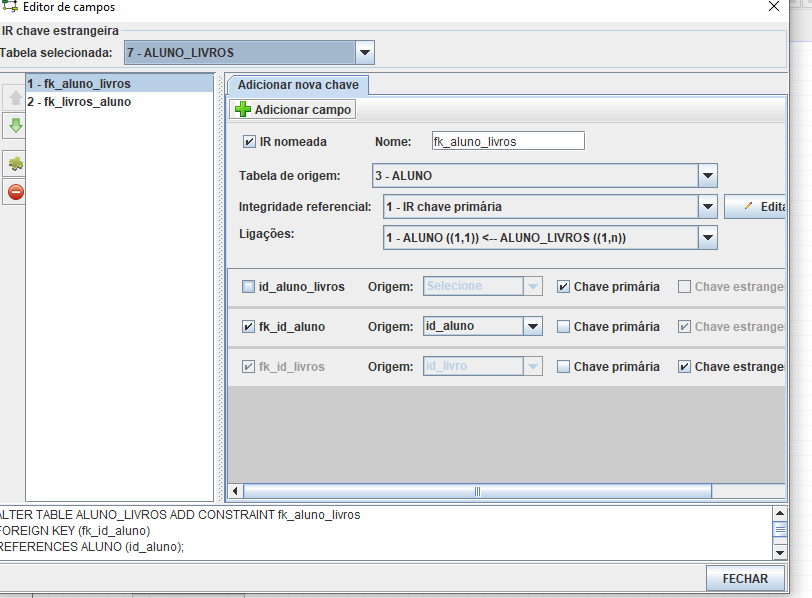 Editor de campos
IR chave estrangeira
Tabela selecionada: 7 - ALUNO_LIVROS
1 - fk_aluno_livros
2 - fk_livros_aluno
Adicionar nova chave
Adicionar campo
IR nomeada Nome: fk_aluno_livros
Tabela de origem: 3 - ALUNO
Integridade referencial: 1 - IR chave primária Edita
Ligações: 1 - ALUNO ((1,1)) <-- ALUNO_LIVROS ((1,n))
id_aluno_livros Origem: Selecione Chave primária Chave estrange
fk_id_aluno Origem: id_aluno Chave primária Chave estrange
fk_id_livros Origem: id_livro Chave primária Chave estrange
ALTER TABLE ALUNO_LIVROS ADD CONSTRAINT fk_aluno_livros
FOREIGN KEY (fk_id_aluno)
REFERENCES ALUNO (id_aluno);
FECHAR